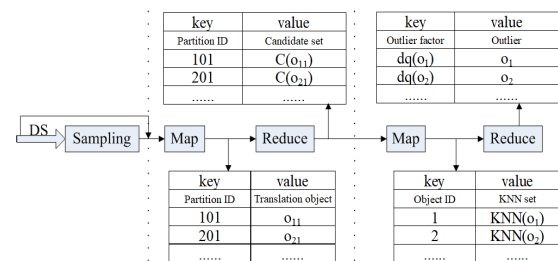 key value
Partition ID Candidate set
101 C(o11)
201 C(o21)
...... ......
key value
Outlier factor Outlier
dq(o1) o1
dq(o2) o2
...... ......
DS Sampling Map Reduce Map Reduce
key value
Partition ID Translation object
101 o11
201 o21
...... ......
key value
Object ID KNN set
1 KNN(o1)
2 KNN(o2)
...... ......